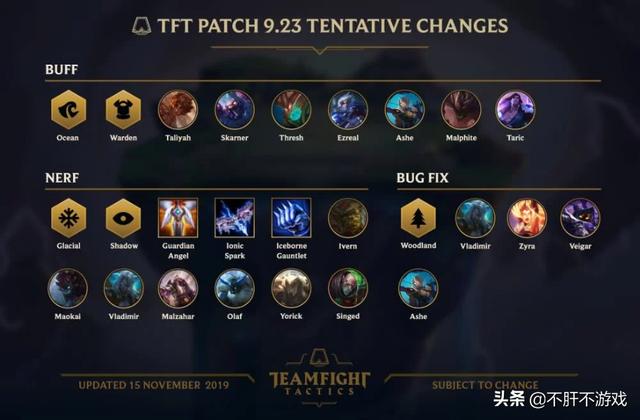 TFT PATCH 9.23 TENTATIVE CHANGES
BUFF
Ocean
Warden
Taliyah
Skarner
Thresh
Ezreal
Ashe
Malphite
Taric
NERF
Glacial
Shadow
Guardian
Angel
Ionic
Spark
Iceborne
Gauntlet
Ivern
Maokai
Vladimir
Malzahar
Olaf
Yorick
Singed
BUG FIX
Woodland
Vladimir
Zyra
Veigar
Ashe
UPDATED 15 NOVEMBER 2019
TEAMFIGHT
TACTICS
SUBJECT TO CHANGE
头条 @不肝不游戏